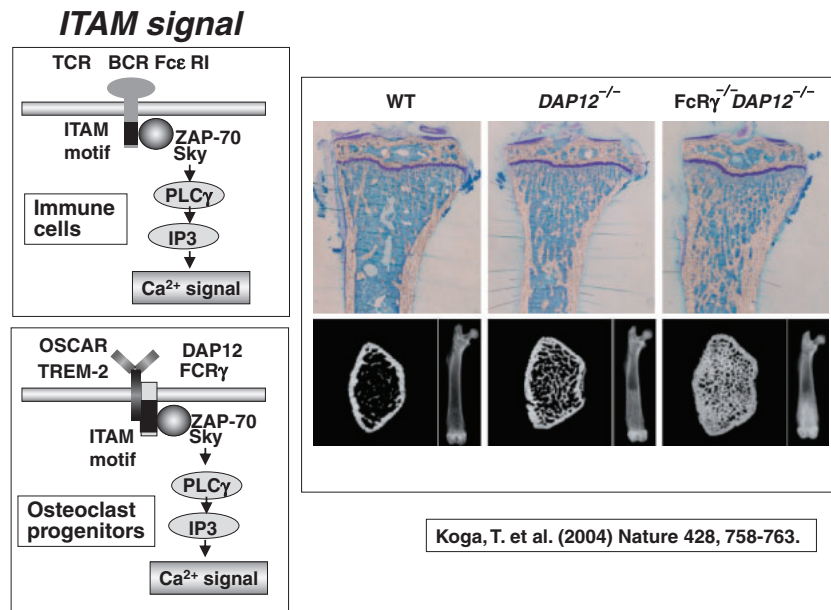 ITAM signal
TCR BCR Fcε RI
ITAM
motif
ZAP-70
Sky
PLCγ
Immune
cells
IP3
Ca²⁺ signal
OSCAR
TREM-2
DAP12
FCRγ
ITAM
motif
ZAP-70
Sky
PLCγ
Osteoclast
progenitors
IP3
Ca²⁺ signal
WT
DAP12⁻/⁻
FcRγ⁻/⁻DAP12⁻/⁻
Koga, T. et al. (2004) Nature 428, 758-763.